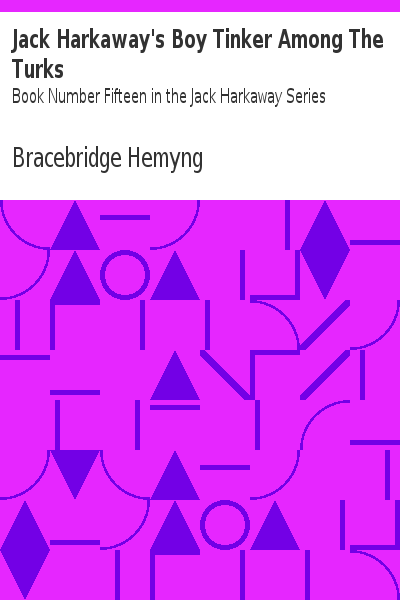 Jack Harkaway's Boy Tinker Among The
Turks
Book Number Fifteen in the Jack Harkaway Series
Bracebridge Hemyng